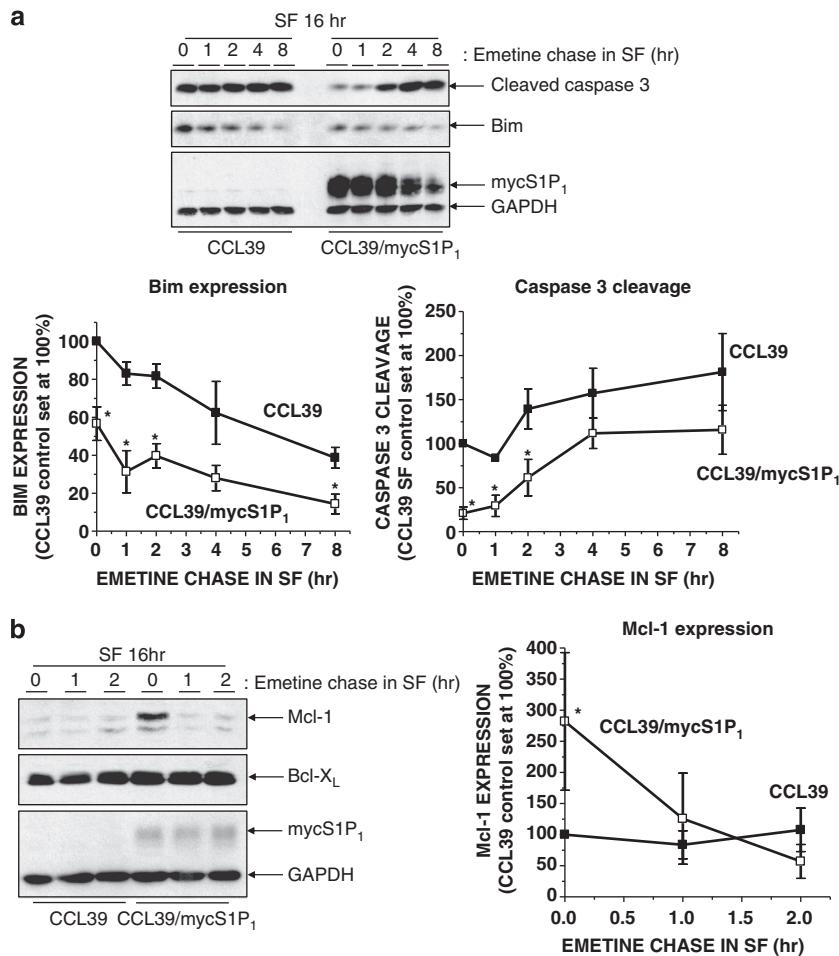 a
SF 16 hr
0 1 2 4 8 0 1 2 4 8 : Emetine chase in SF (hr)
Cleaved caspase 3
Bim
mycS1P1
GAPDH
CCL39 CCL39/mycS1P1
Bim expression
BIM EXPRESSION
(CCL39 control set at 100%)
100
80
60
40
20
0
* * * *
CCL39
CCL39/mycS1P1
0 1 2 3 4 5 6 7 8
EMETINE CHASE IN SF (hr)
Caspase 3 cleavage
CASPASE 3 CLEAVAGE
(CCL39 SF control set at 100%)
250
200
150
100
50
0
* * *
CCL39
CCL39/mycS1P1
0 1 2 3 4 5 6 7 8
EMETINE CHASE IN SF (hr)
b
SF 16hr
0 1 2 0 1 2 : Emetine chase in SF (hr)
Mcl-1
Bcl-XL
mycS1P1
GAPDH
CCL39 CCL39/mycS1P1
Mcl-1 expression
Mcl-1 EXPRESSION
(CCL39 control set at 100%)
400
350
300
250
200
150
100
50
0
*
CCL39/mycS1P1
CCL39
0.0 0.5 1.0 1.5 2.0
EMETINE CHASE IN SF (hr)